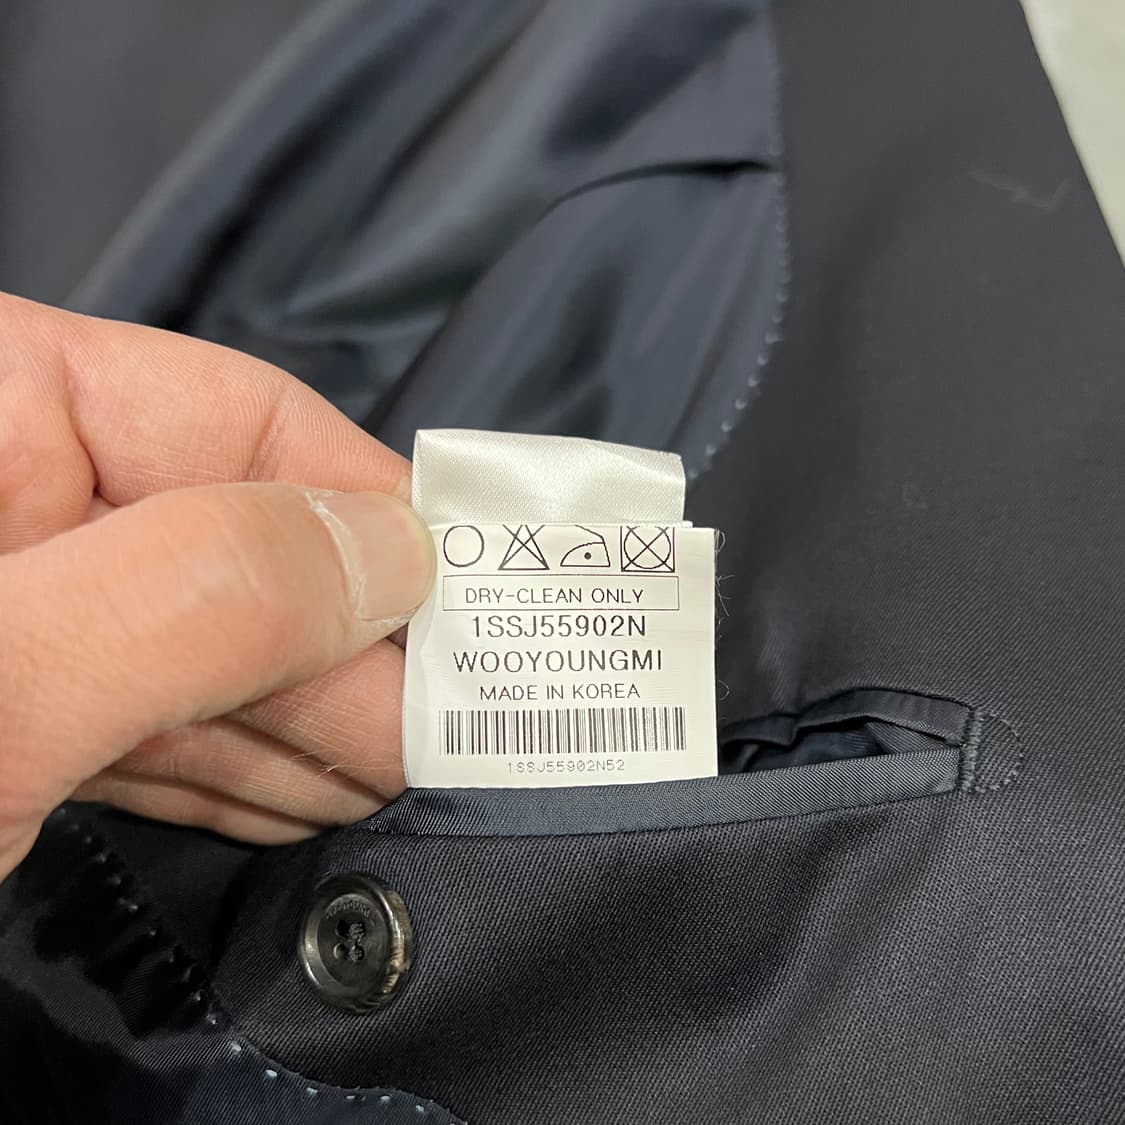 DRY-CLEAN ONLY
1SSJ55902N
WOOYOUNGMI
MADE IN KOREA
1SSJ55902N52